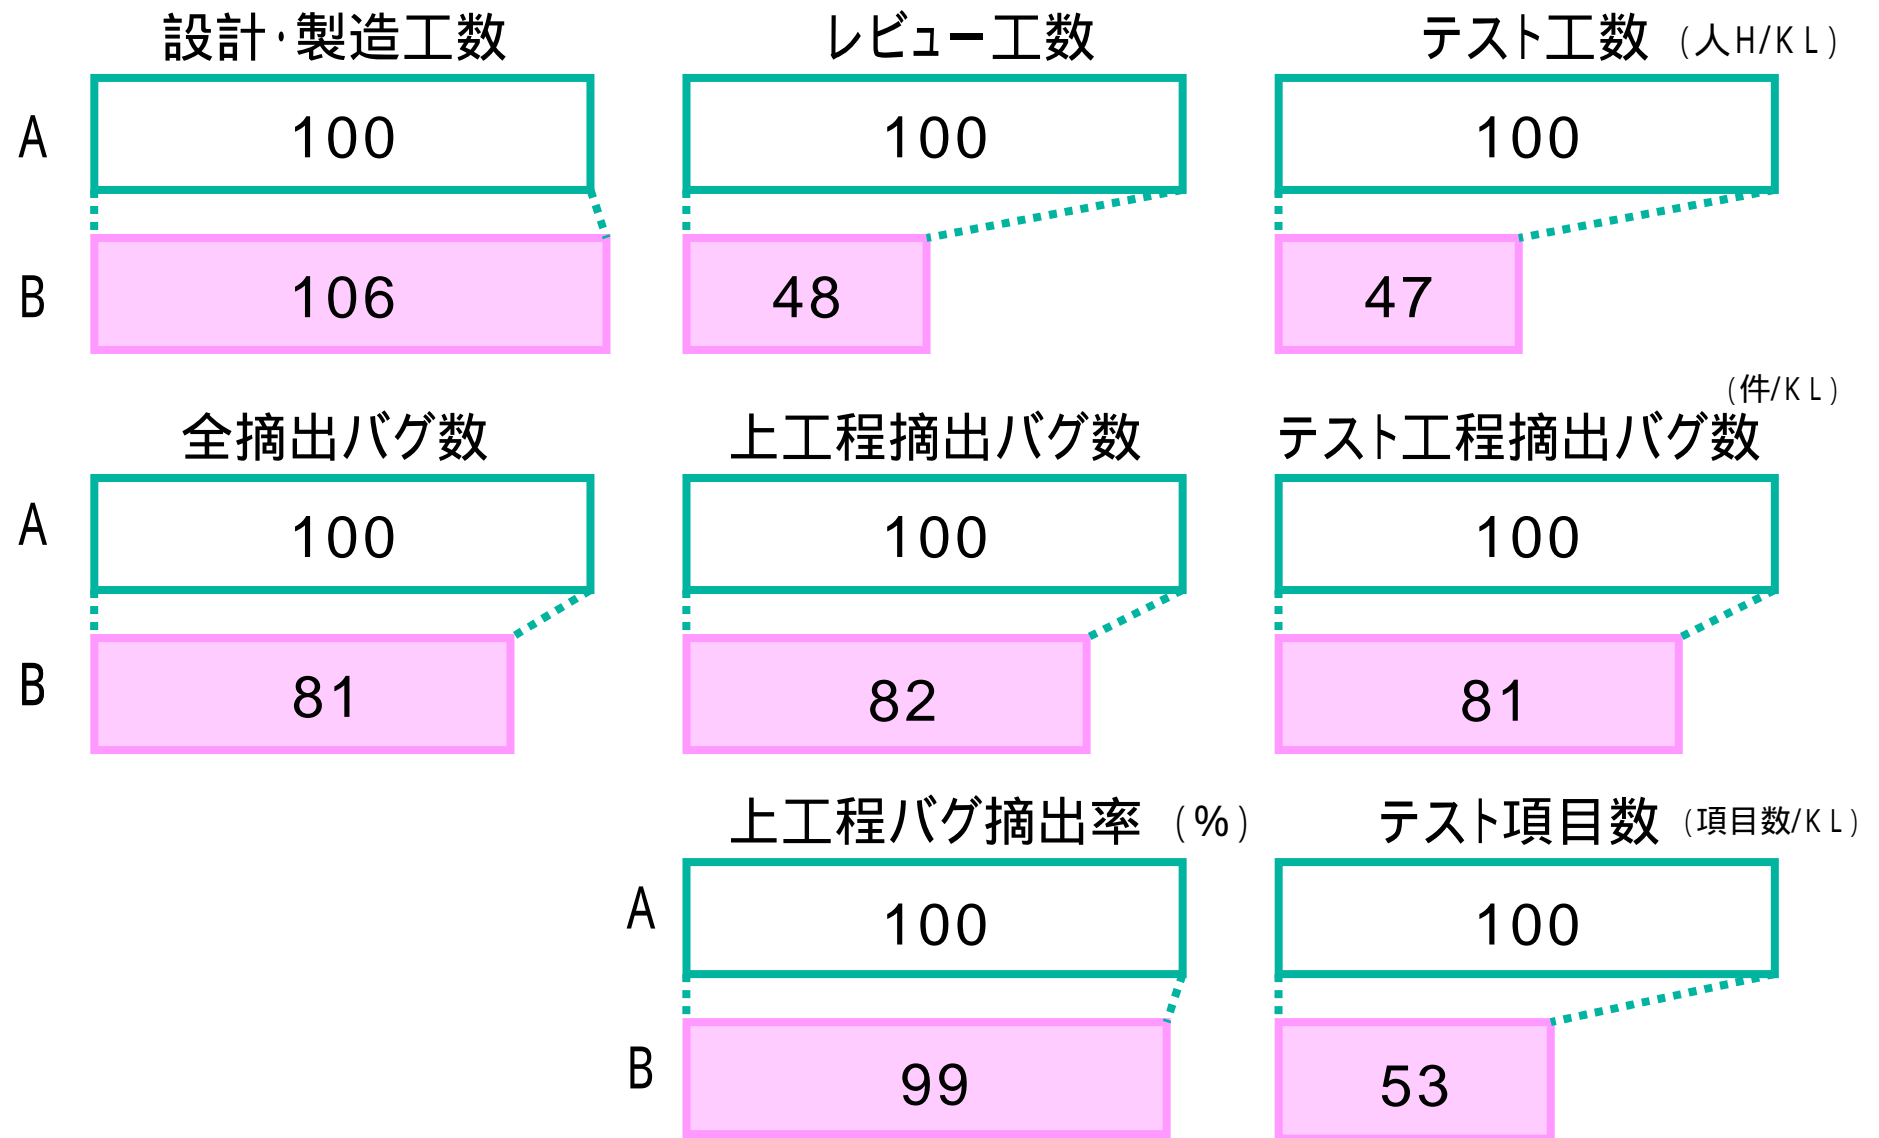 設計・製造工数 レビュー工数 テスト工数 (人H/KL)
A 100 100 100
B 106 48 47
(件/KL)
全摘出バグ数 上工程摘出バグ数 テスト工程摘出バグ数
A 100 100 100
B 81 82 81
上工程バグ摘出率 (%) テスト項目数 (項目数/KL)
A 100 100
B 99 53